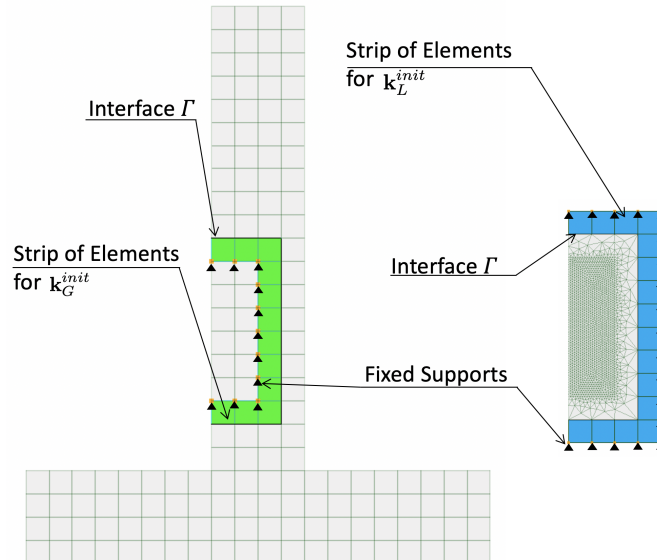 Strip of Elements
for k_L^{init}
Interface Γ
Strip of Elements
for k_G^{init}
Interface Γ
Fixed Supports